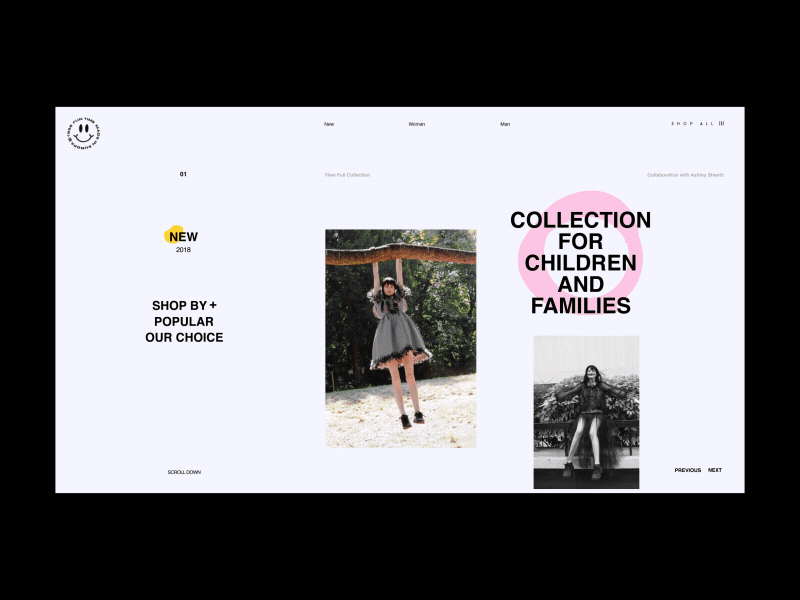 New
Woman
Man
SHOP ALL
01
View Full Collection
Collaboration with Ashley Sheath
NEW
2018
SHOP BY +
POPULAR
OUR CHOICE
COLLECTION
FOR
CHILDREN
AND
FAMILIES
SCROLL DOWN
PREVIOUS NEXT